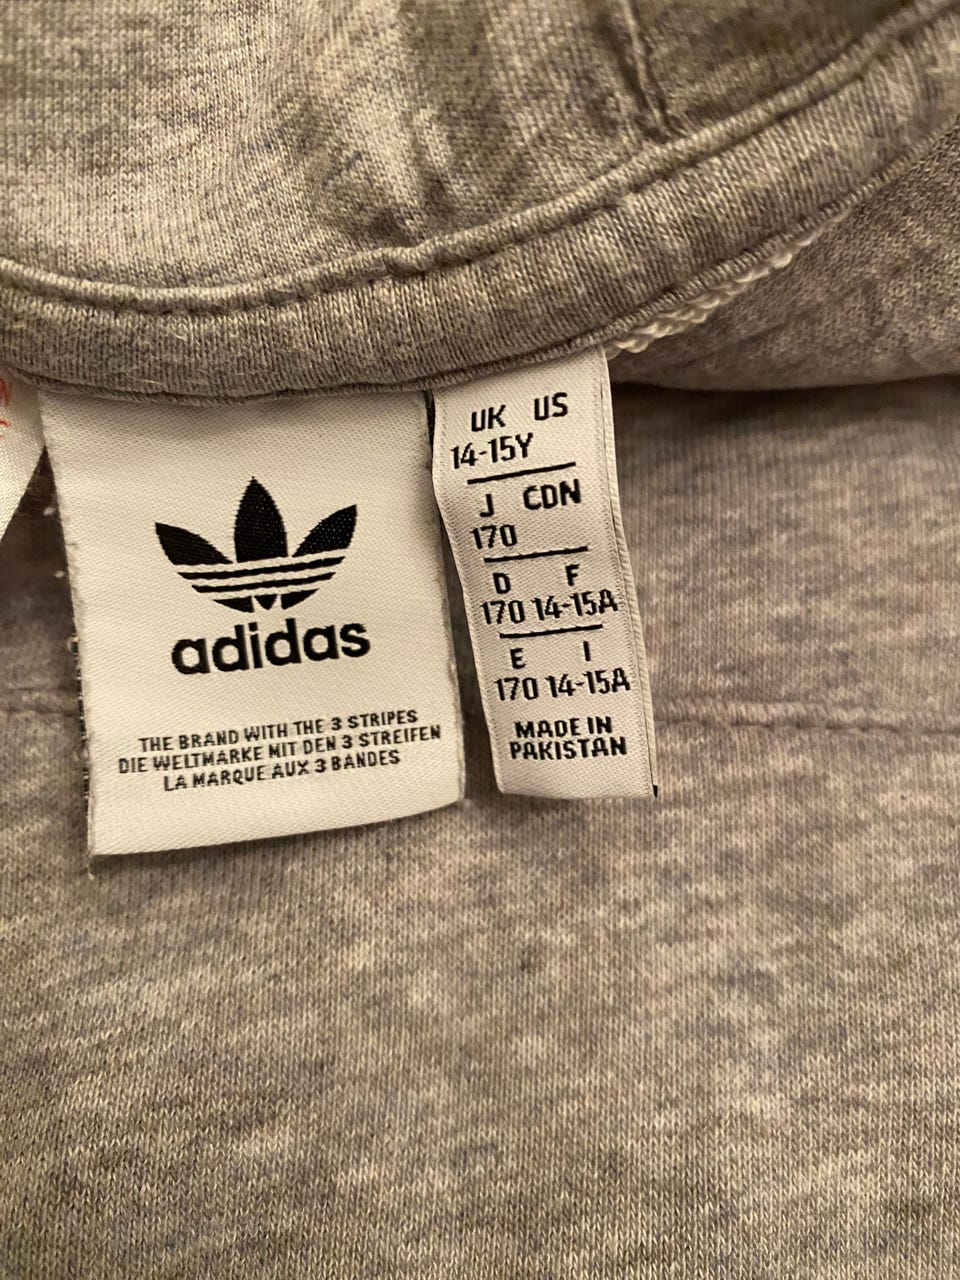 adidas
THE BRAND WITH THE 3 STRIPES
DIE WELTMARKE MIT DEN 3 STREIFEN
LA MARQUE AUX 3 BANDES
UK US
14-15Y
J CDN
170
D F
170 14-15A
E I
170 14-15A
MADE IN
PAKISTAN